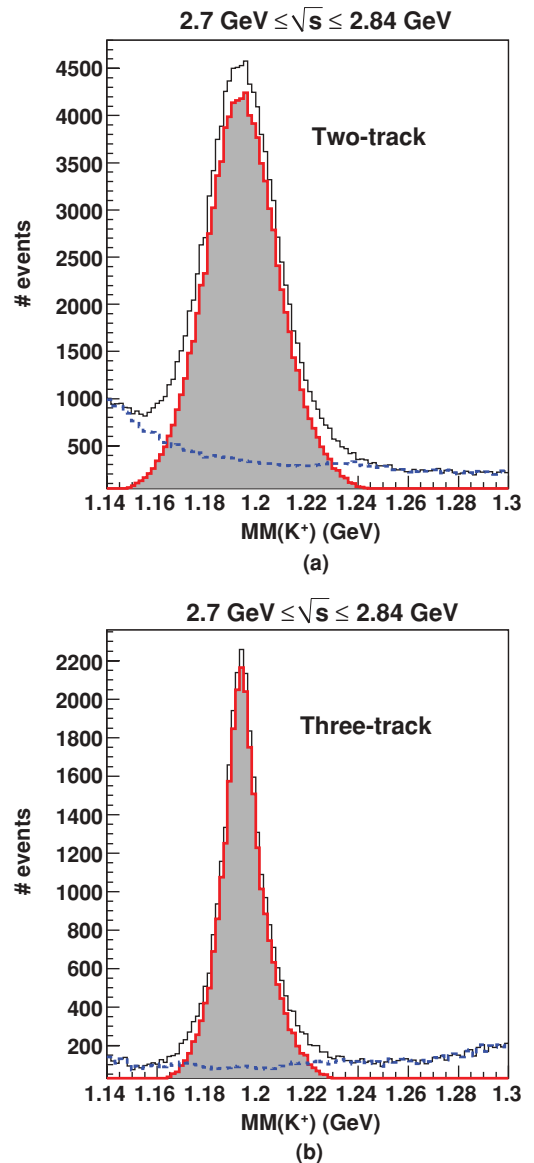 2.7 GeV ≤ √s ≤ 2.84 GeV
4500
Two-track
4000
3500
3000
2500
2000
1500
1000
500
# events
1.14 1.16 1.18 1.2 1.22 1.24 1.26 1.28 1.3
MM(K⁺) (GeV)
(a)
2.7 GeV ≤ √s ≤ 2.84 GeV
2200
2000
Three-track
1800
1600
1400
1200
1000
800
600
400
200
# events
1.14 1.16 1.18 1.2 1.22 1.24 1.26 1.28 1.3
MM(K⁺) (GeV)
(b)